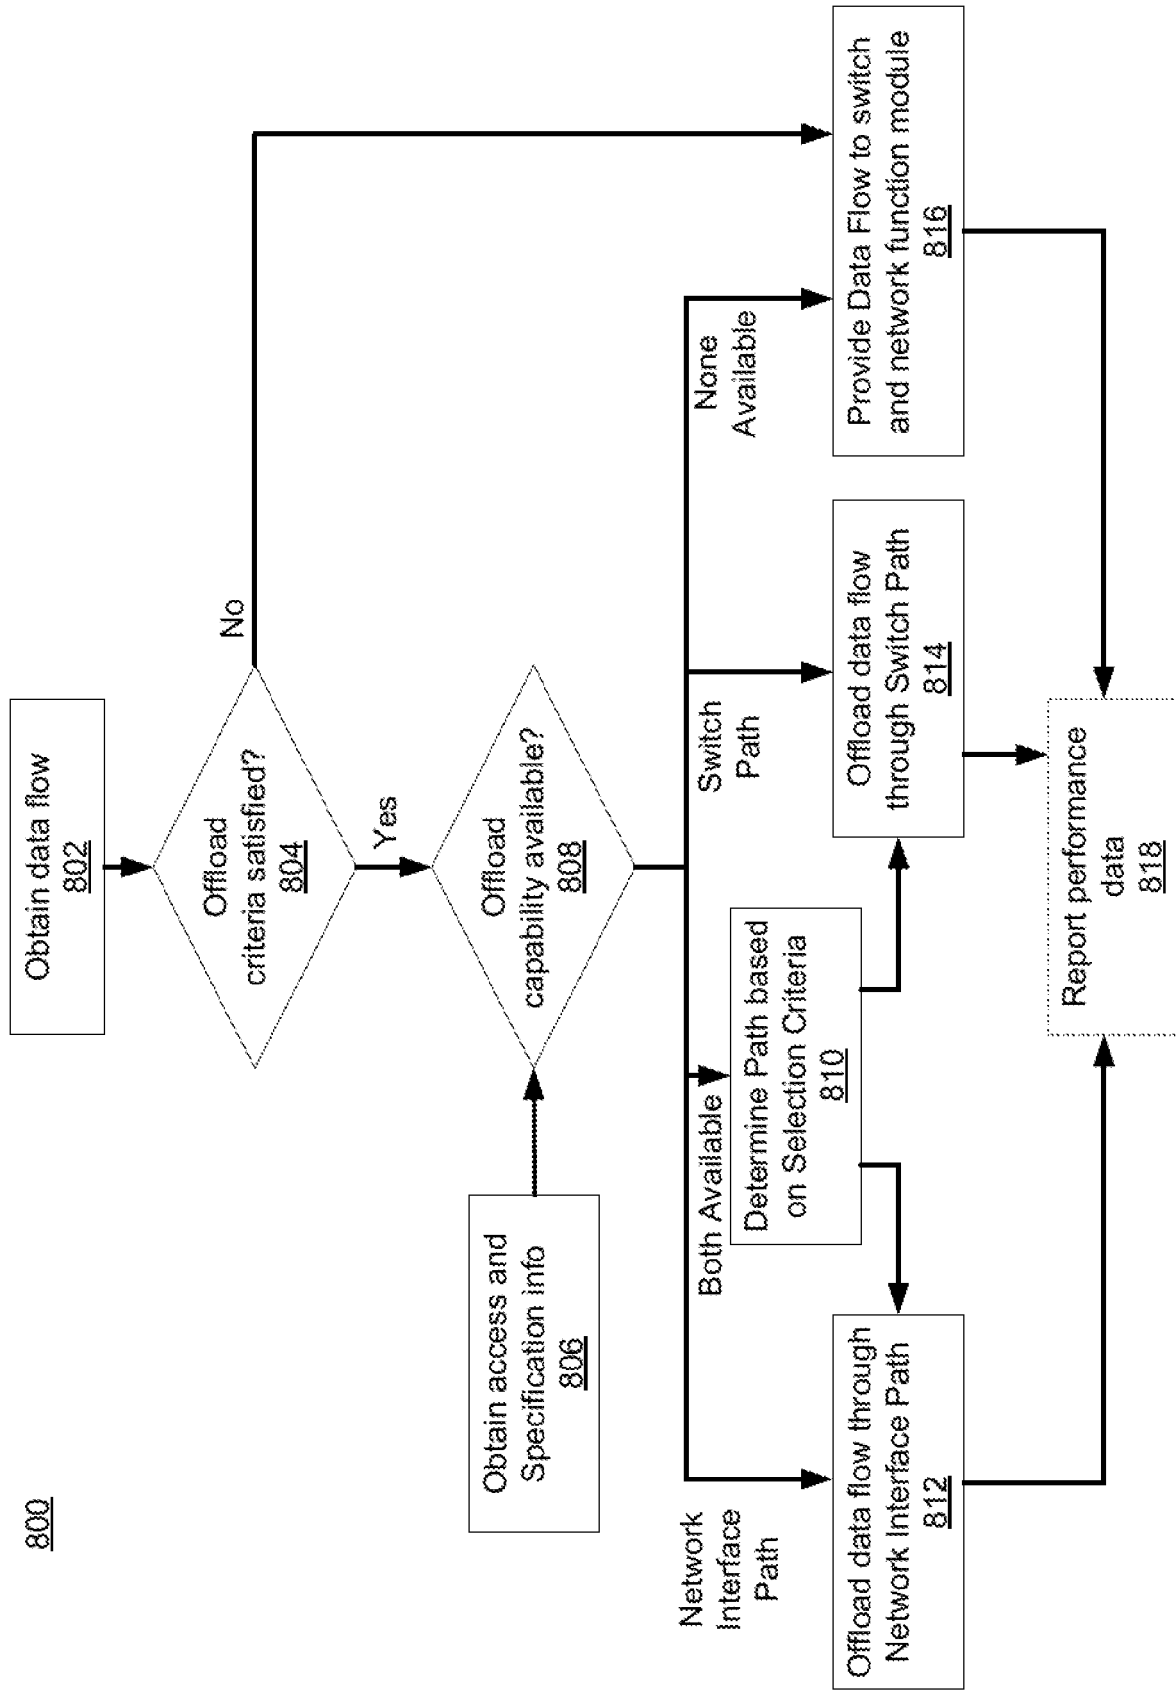 800
Obtain data flow
802
Offload
criteria satisfied?
804
No
Yes
Obtain access and
Specification info
806
Offload
capability available?
808
Network
Interface
Path
Both Available
Switch
Path
None
Available
Determine Path based
on Selection Criteria
810
Offload data flow through
Network Interface Path
812
Offload data flow
through Switch Path
814
Provide Data Flow to switch
and network function module
816
Report performance
data
818